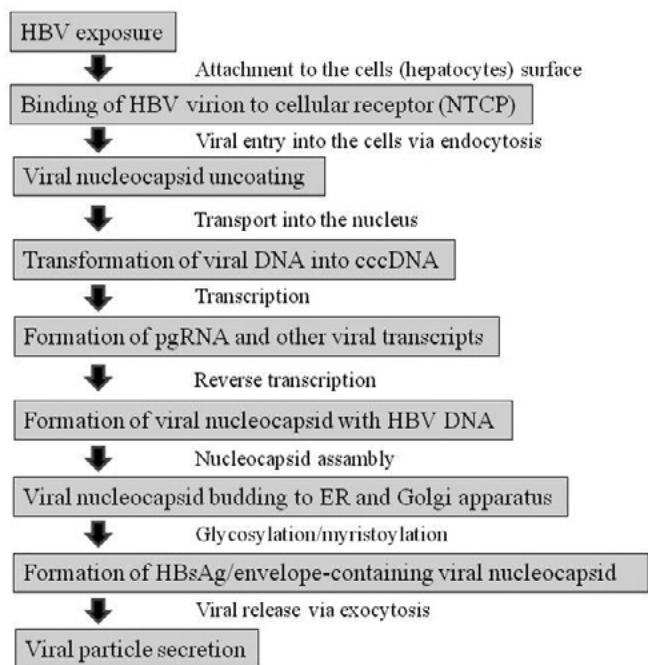 HBV exposure
Attachment to the cells (hepatocytes) surface
Binding of HBV virion to cellular receptor (NTCP)
Viral entry into the cells via endocytosis
Viral nucleocapsid uncoating
Transport into the nucleus
Transformation of viral DNA into cccDNA
Transcription
Formation of pgRNA and other viral transcripts
Reverse transcription
Formation of viral nucleocapsid with HBV DNA
Nucleocapsid assambly
Viral nucleocapsid budding to ER and Golgi apparatus
Glycosylation/myristoylation
Formation of HBsAg/envelope-containing viral nucleocapsid
Viral release via exocytosis
Viral particle secretion